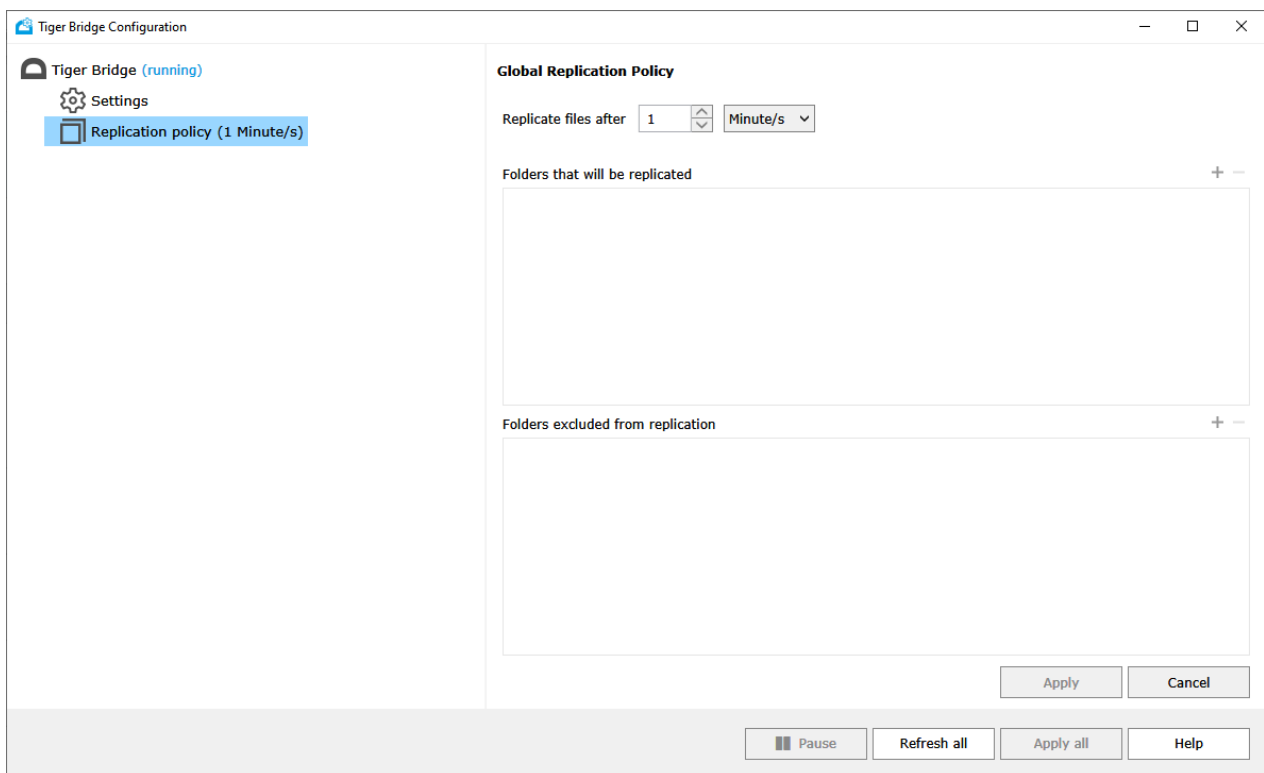 Tiger Bridge Configuration
Tiger Bridge (running)
Settings
Replication policy (1 Minute/s)
Global Replication Policy
Replicate files after 1 Minute/s
Folders that will be replicated
Folders excluded from replication
Apply Cancel
Pause Refresh all Apply all Help